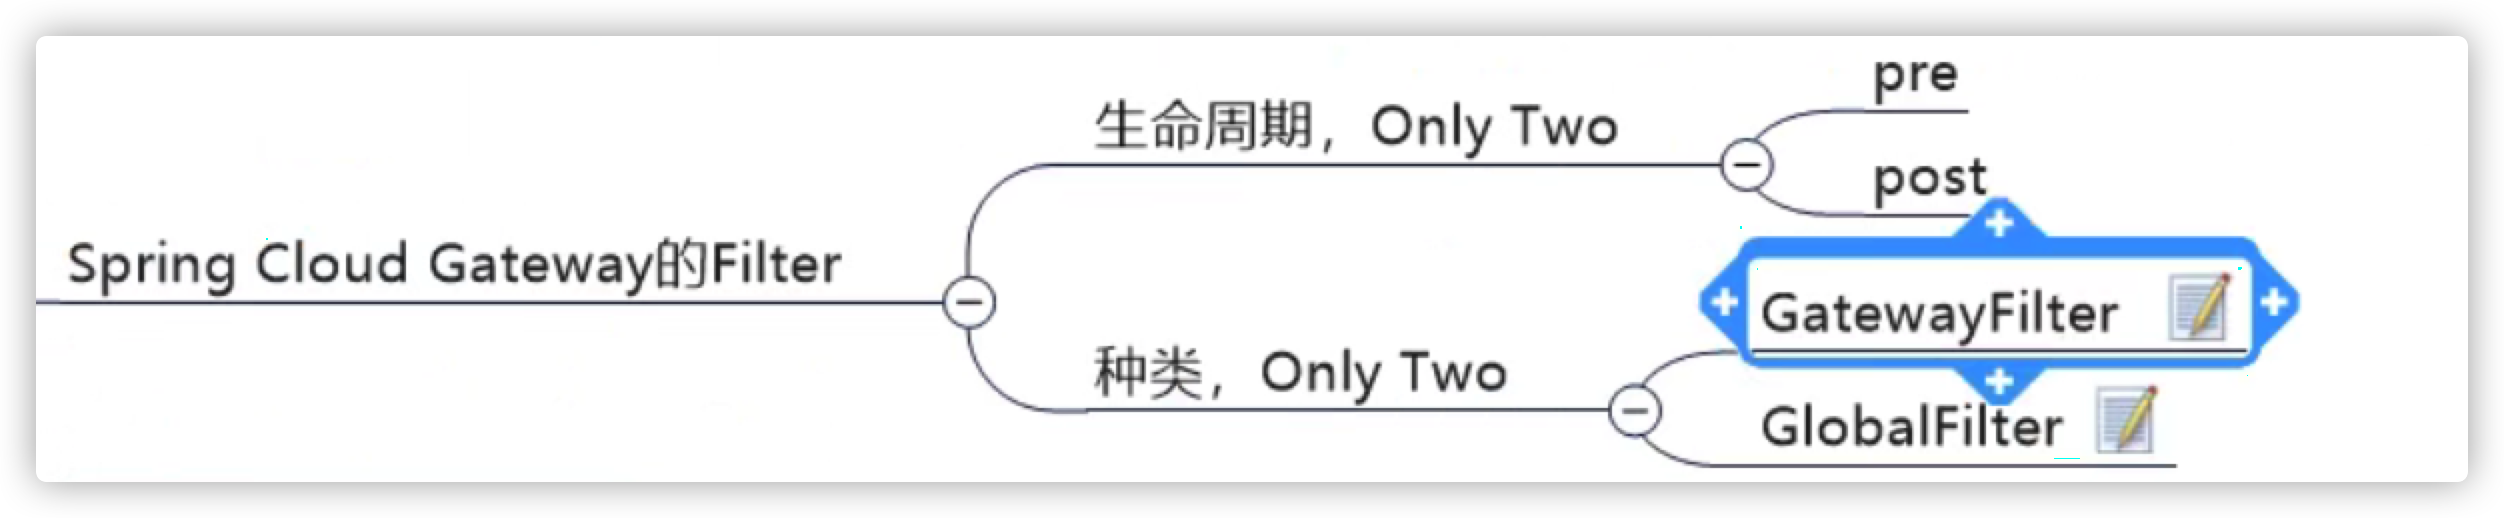 Spring Cloud Gateway的Filter
生命周期，Only Two
pre
post
种类，Only Two
GatewayFilter
GlobalFilter